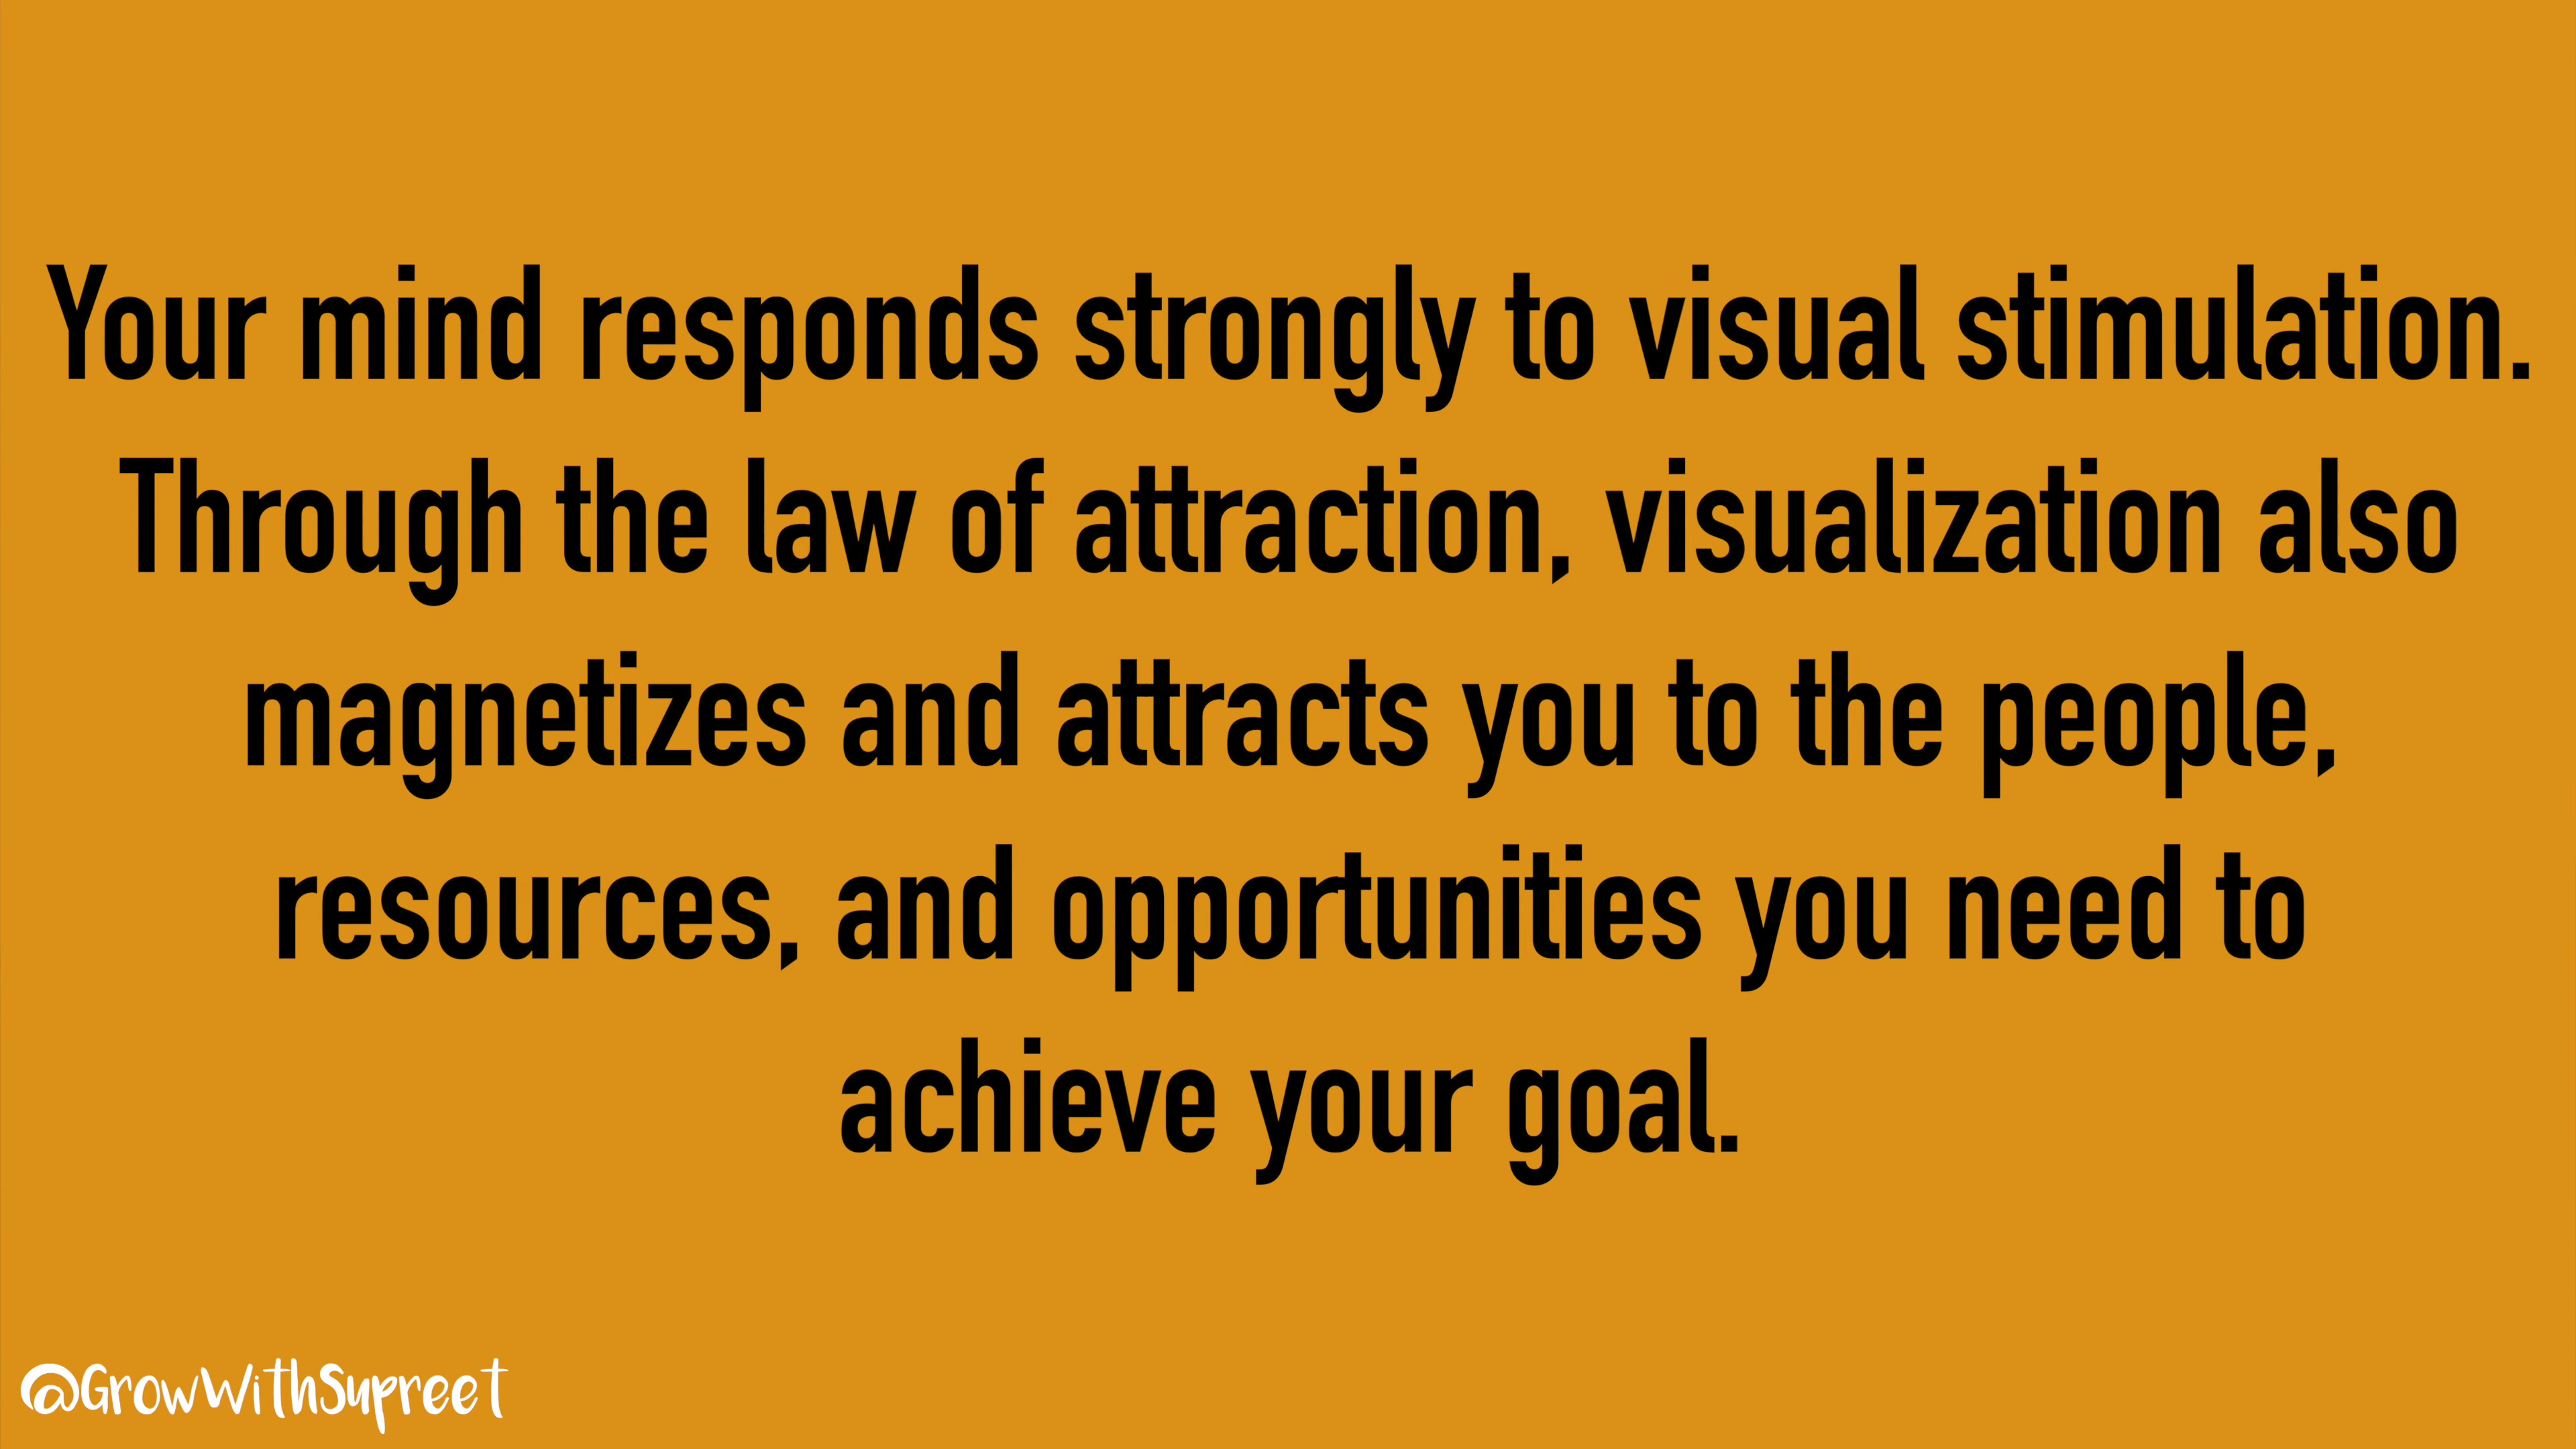 Your mind responds strongly to visual stimulation.
Through the law of attraction, visualization also
magnetizes and attracts you to the people,
resources, and opportunities you need to
achieve your goal.
@GrowWithSupreet